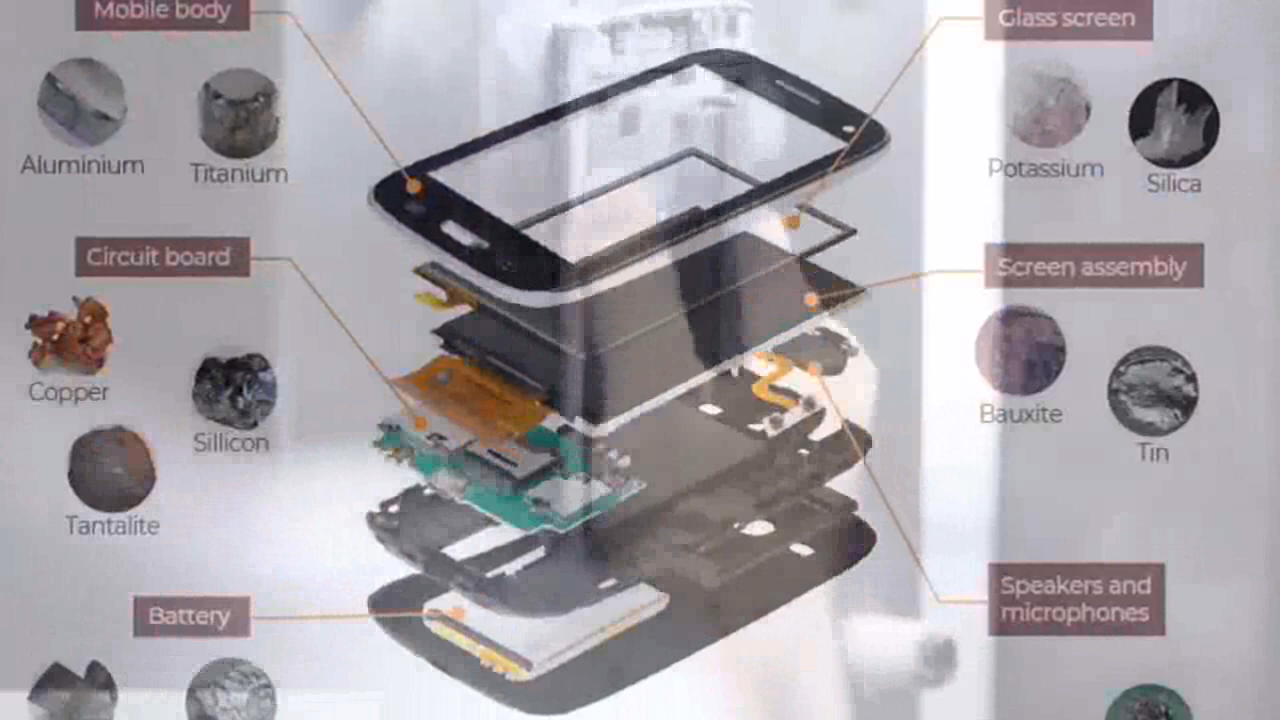 Mobile body
Glass screen
Aluminium
Titanium
Potassium
Silica
Circuit board
Screen assembly
Copper
Sillicon
Bauxite
Tin
Tantalite
Battery
Speakers and
microphones